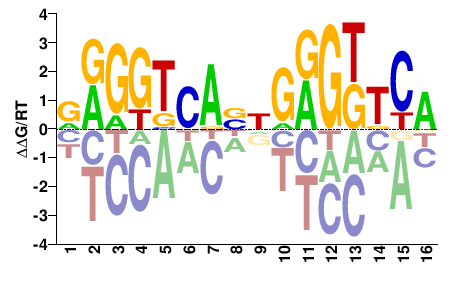 4
3
2
1
0
-1
-2
-3
-4
ΔΔG/RT
G A G G G T C A G T G G G T T C A
A A T G C A A G C T
C C T A T T A C G C C T A C G T
T T C C A A C A T T A A A A C
C C
1 2 3 4 5 6 7 8 9 10 11 12 13 14 15 16